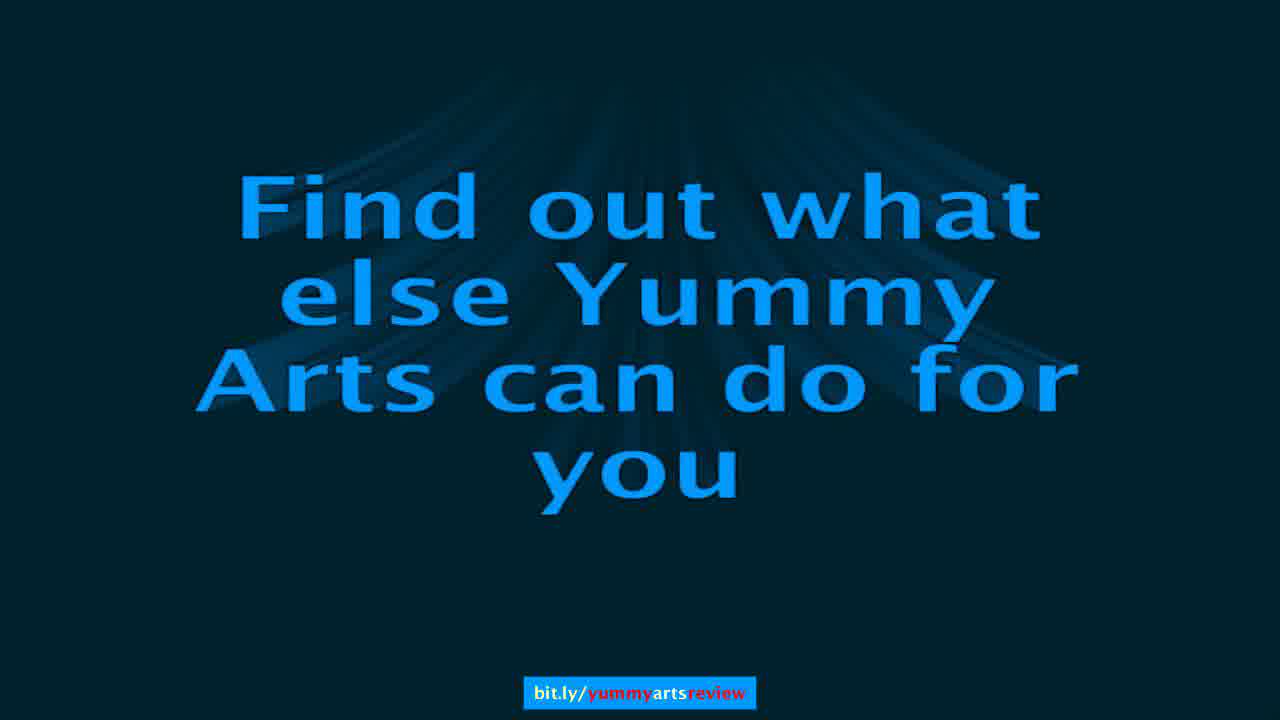 Find out what
else Yummy
Arts can do for
you
bit.ly/yummyartsreview